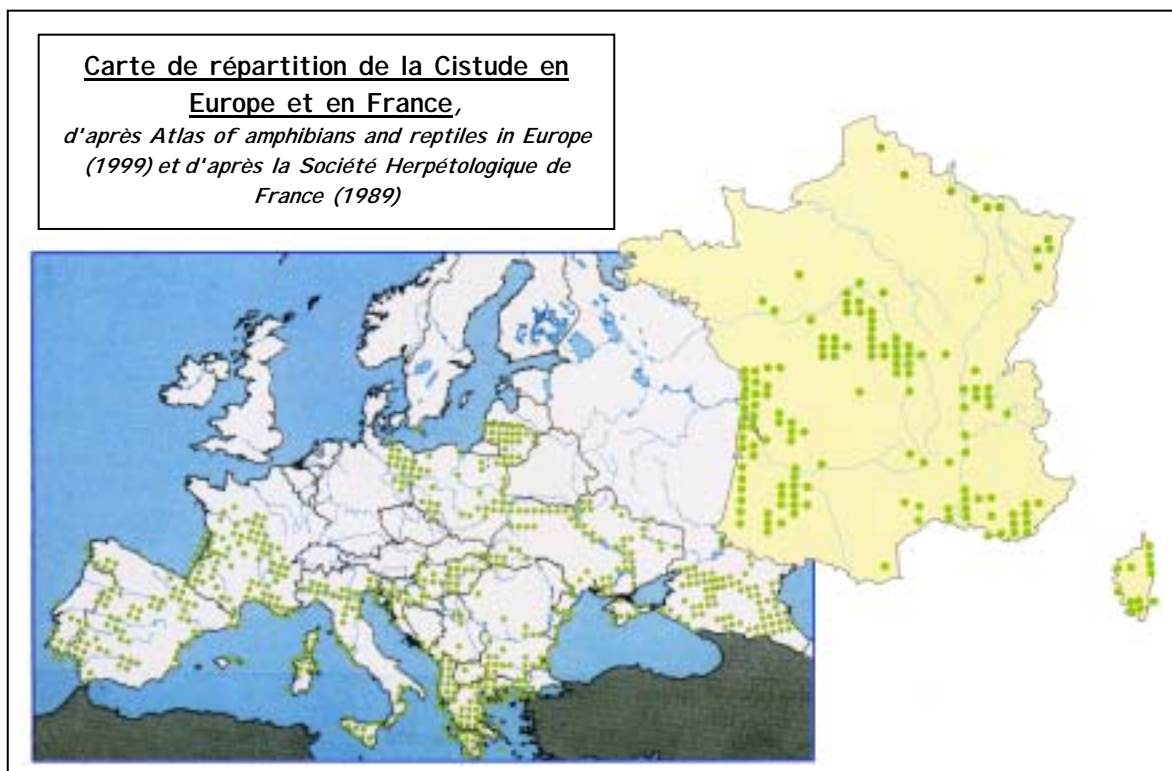 Carte de répartition de la Cistude en
Europe et en France,
d'après Atlas of amphibians and reptiles in Europe
(1999) et d'après la Société Herpétologique de
France (1989)